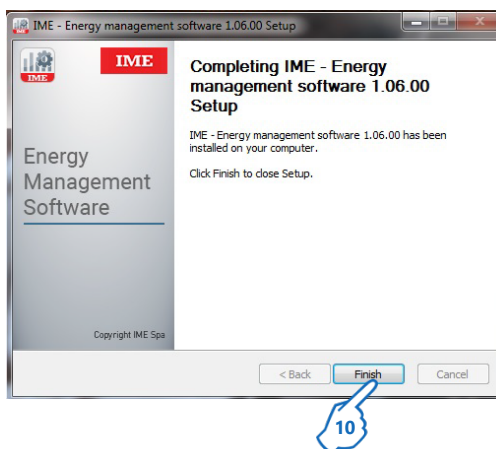 IME - Energy management software 1.06.00 Setup
IME
IME
Completing IME - Energy
management software 1.06.00
Setup
IME - Energy management software 1.06.00 has been
installed on your computer.
Click Finish to close Setup.
Energy
Management
Software
Copyright IME Spa
< Back
Finish
Cancel
10